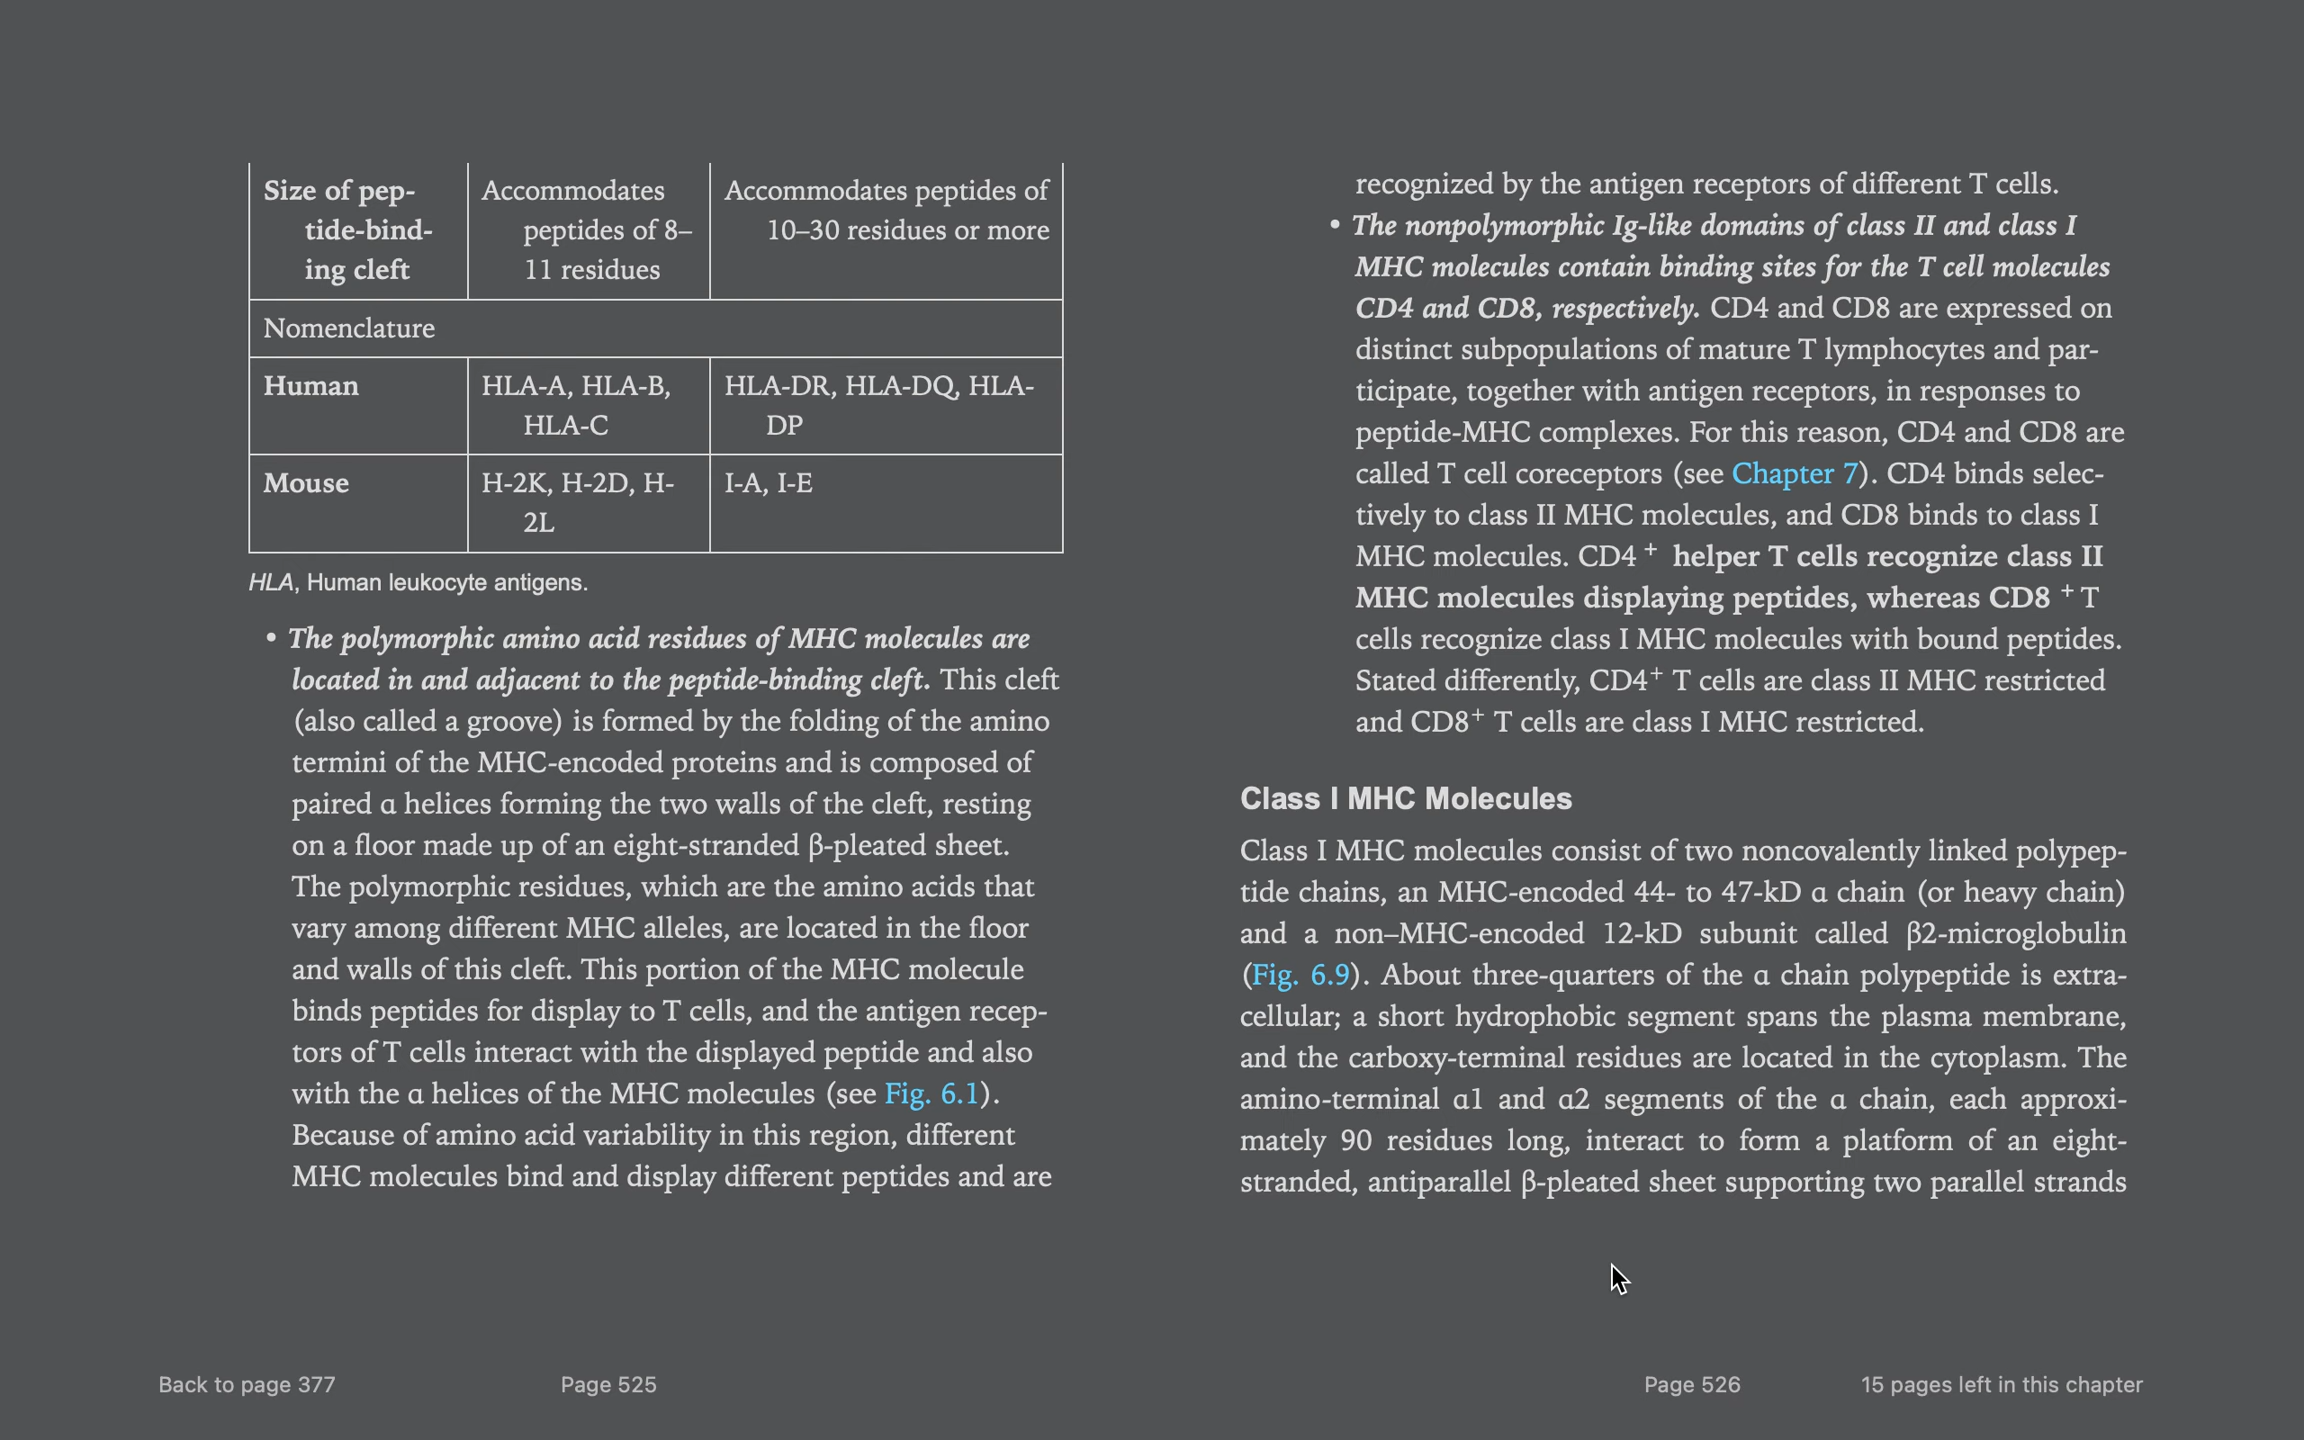 Size of pep-
tide-bind-
ing cleft
Accommodates
peptides of 8–
11 residues
Accommodates peptides of
10–30 residues or more
Nomenclature
Human
HLA-A, HLA-B,
HLA-C
HLA-DR, HLA-DQ, HLA-
DP
Mouse
H-2K, H-2D, H-
2L
I-A, I-E
HLA, Human leukocyte antigens.
• The polymorphic amino acid residues of MHC molecules are
located in and adjacent to the peptide-binding cleft. This cleft
(also called a groove) is formed by the folding of the amino
termini of the MHC-encoded proteins and is composed of
paired α helices forming the two walls of the cleft, resting
on a floor made up of an eight-stranded β-pleated sheet.
The polymorphic residues, which are the amino acids that
vary among different MHC alleles, are located in the floor
and walls of this cleft. This portion of the MHC molecule
binds peptides for display to T cells, and the antigen recep-
tors of T cells interact with the displayed peptide and also
with the α helices of the MHC molecules (see Fig. 6.1).
Because of amino acid variability in this region, different
MHC molecules bind and display different peptides and are
recognized by the antigen receptors of different T cells.
• The nonpolymorphic Ig-like domains of class II and class I
MHC molecules contain binding sites for the T cell molecules
CD4 and CD8, respectively. CD4 and CD8 are expressed on
distinct subpopulations of mature T lymphocytes and par-
ticipate, together with antigen receptors, in responses to
peptide-MHC complexes. For this reason, CD4 and CD8 are
called T cell coreceptors (see Chapter 7). CD4 binds selec-
tively to class II MHC molecules, and CD8 binds to class I
MHC molecules. CD4 + helper T cells recognize class II
MHC molecules displaying peptides, whereas CD8 + T
cells recognize class I MHC molecules with bound peptides.
Stated differently, CD4+ T cells are class II MHC restricted
and CD8+ T cells are class I MHC restricted.
Class I MHC Molecules
Class I MHC molecules consist of two noncovalently linked polypep-
tide chains, an MHC-encoded 44- to 47-kD α chain (or heavy chain)
and a non–MHC-encoded 12-kD subunit called β2-microglobulin
(Fig. 6.9). About three-quarters of the α chain polypeptide is extra-
cellular; a short hydrophobic segment spans the plasma membrane,
and the carboxy-terminal residues are located in the cytoplasm. The
amino-terminal α1 and α2 segments of the α chain, each approxi-
mately 90 residues long, interact to form a platform of an eight-
stranded, antiparallel β-pleated sheet supporting two parallel strands
Back to page 377
Page 525
Page 526
15 pages left in this chapter